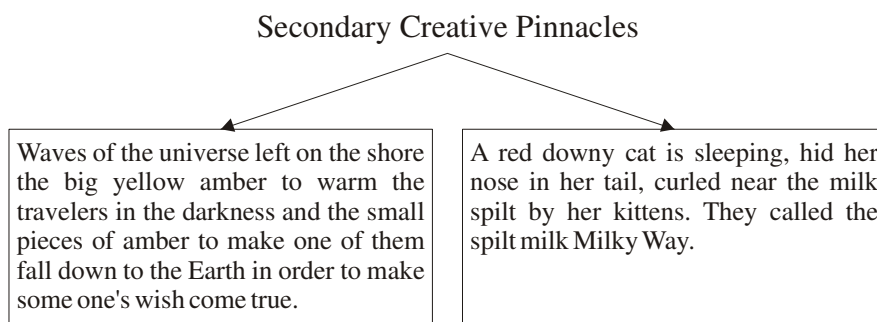 Secondary Creative Pinnacles
Waves of the universe left on the shore
the big yellow amber to warm the
travelers in the darkness and the small
pieces of amber to make one of them
fall down to the Earth in order to make
some one's wish come true.
A red downy cat is sleeping, hid her
nose in her tail, curled near the milk
spilt by her kittens. They called the
spilt milk Milky Way.